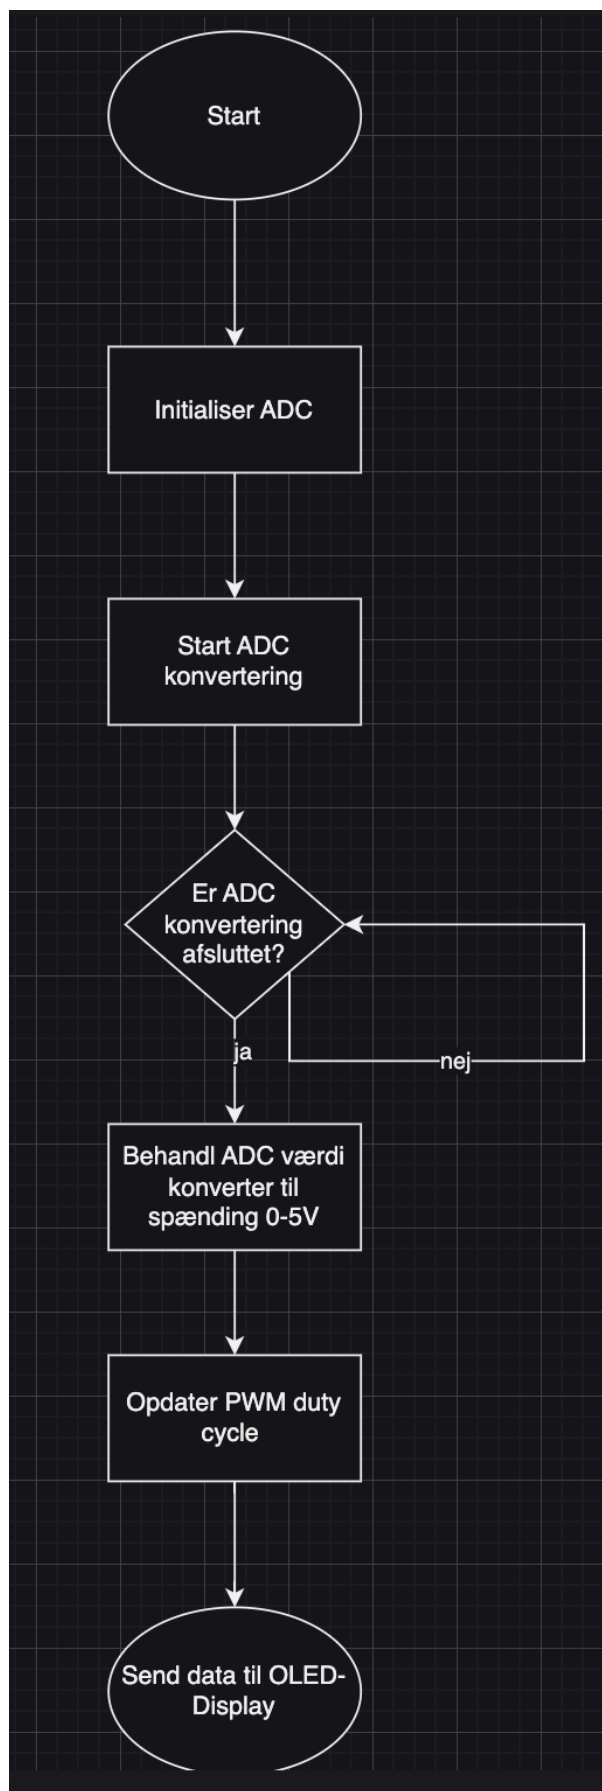 Start
Initialiser ADC
Start ADC
konvertering
Er ADC
konvertering
afsluttet?
ja
nej
Behandl ADC værdi
konverter til
spænding 0-5V
Opdater PWM duty
cycle
Send data til OLED-
Display